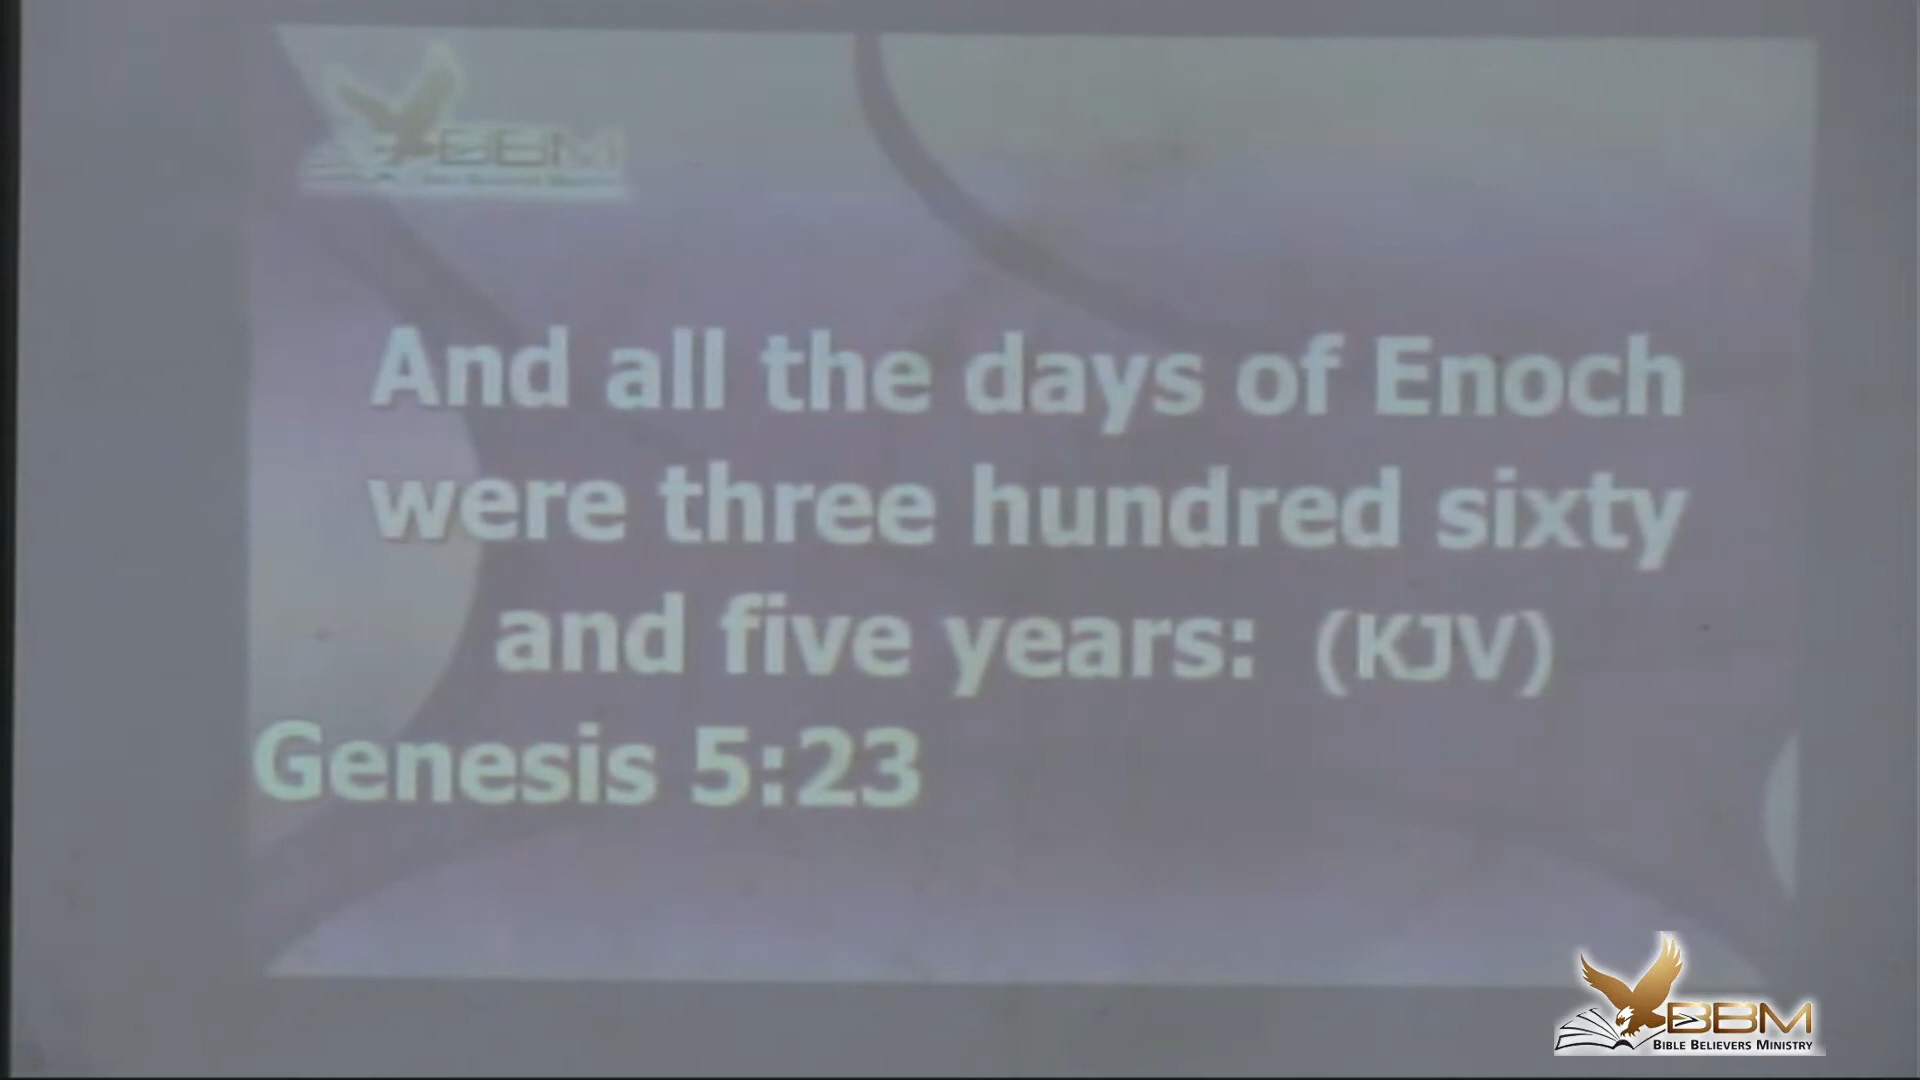 BBM
And all the days of Enoch
were three hundred sixty
and five years: (KJV)
Genesis 5:23
BBM
BIBLE BELIEVERS MINISTRY